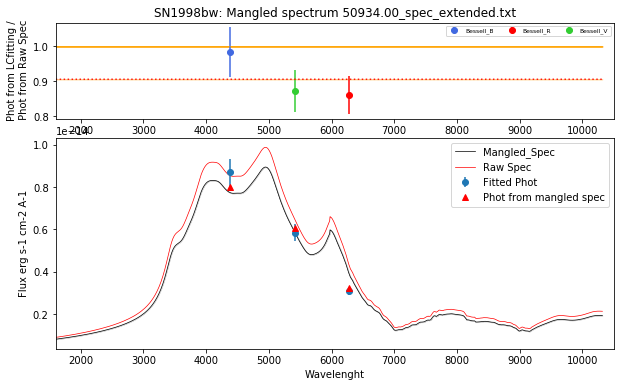 SN1998bw: Mangled spectrum 50934.00_spec_extended.txt
Phot from LCfitting /
Phot from Raw Spec
1.0
0.9
0.8
Bessell_B
Bessell_R
Bessell_V
2000 3000 4000 5000 6000 7000 8000 9000 10000
1e−14
Flux erg s-1 cm-2 A-1
1.0
0.8
0.6
0.4
0.2
Mangled_Spec
Raw Spec
Fitted Phot
Phot from mangled spec
2000 3000 4000 5000 6000 7000 8000 9000 10000
Wavelenght